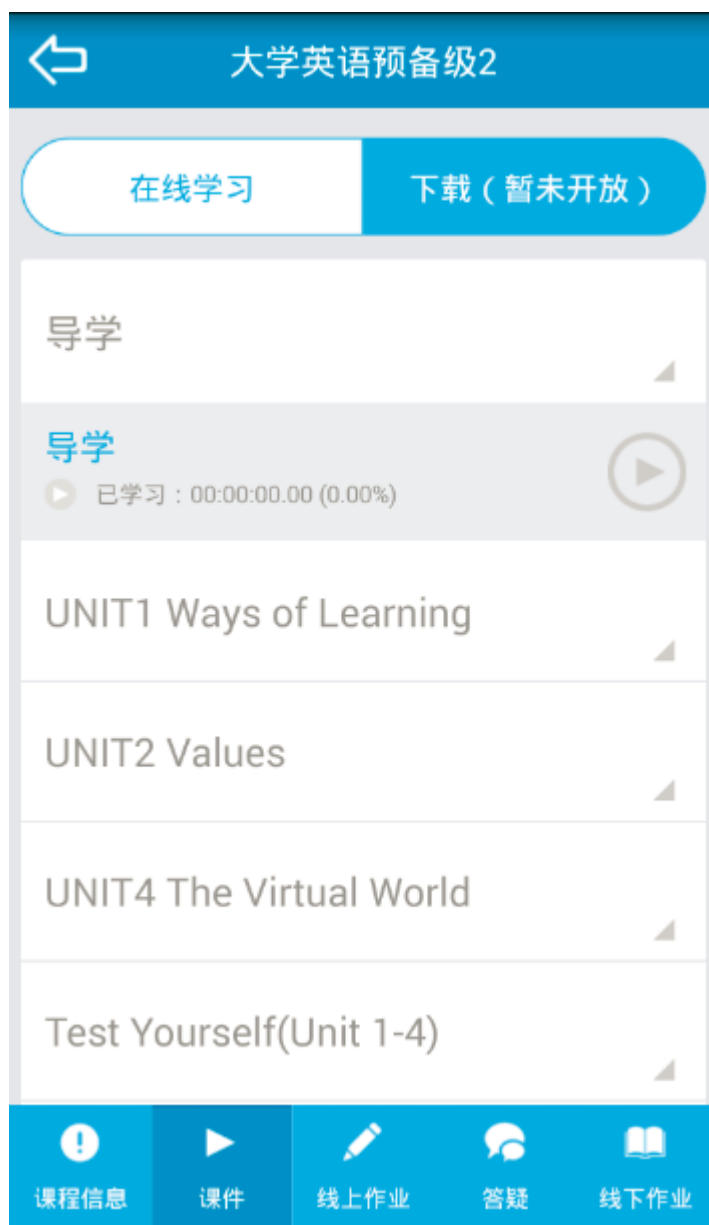 大学英语预备级2
在线学习
下载（暂未开放）
导学
导学
已学习：00:00:00.00 (0.00%)
UNIT1 Ways of Learning
UNIT2 Values
UNIT4 The Virtual World
Test Yourself(Unit 1-4)
课程信息
课件
线上作业
答疑
线下作业